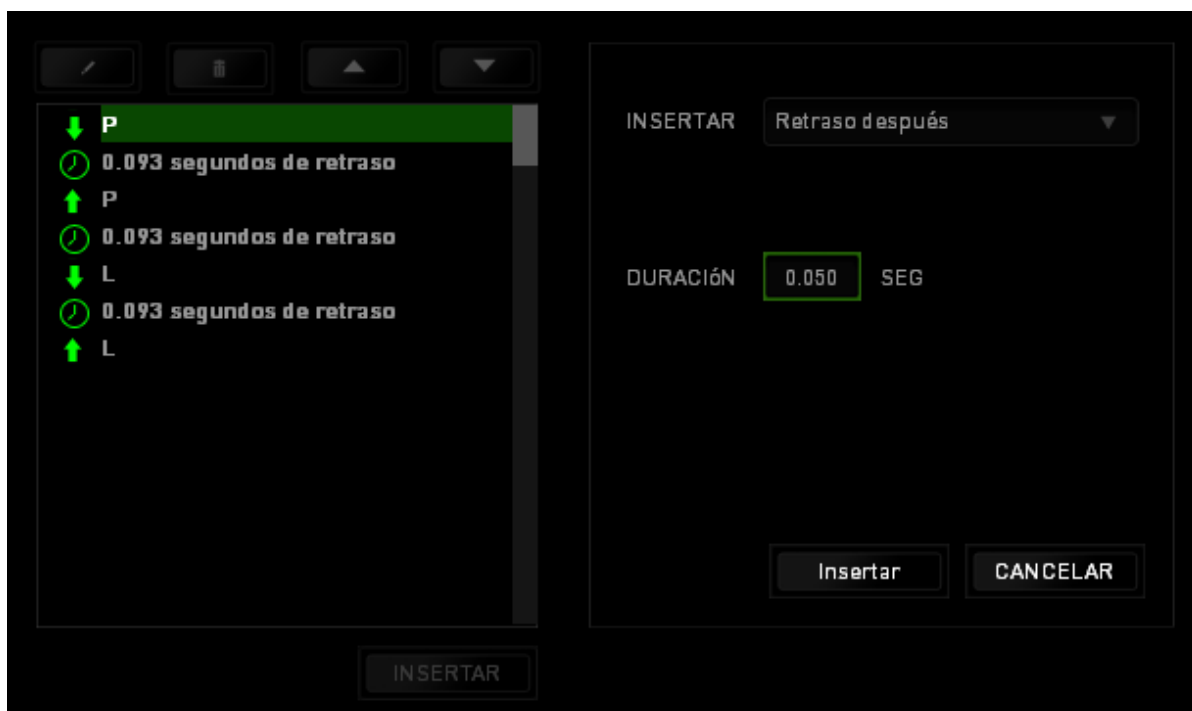 P
0.093 segundos de retraso
P
0.093 segundos de retraso
L
0.093 segundos de retraso
L
INSERTAR
INSERTAR Retraso después
DURACIóN 0.050 SEG
Insertar CANCELAR